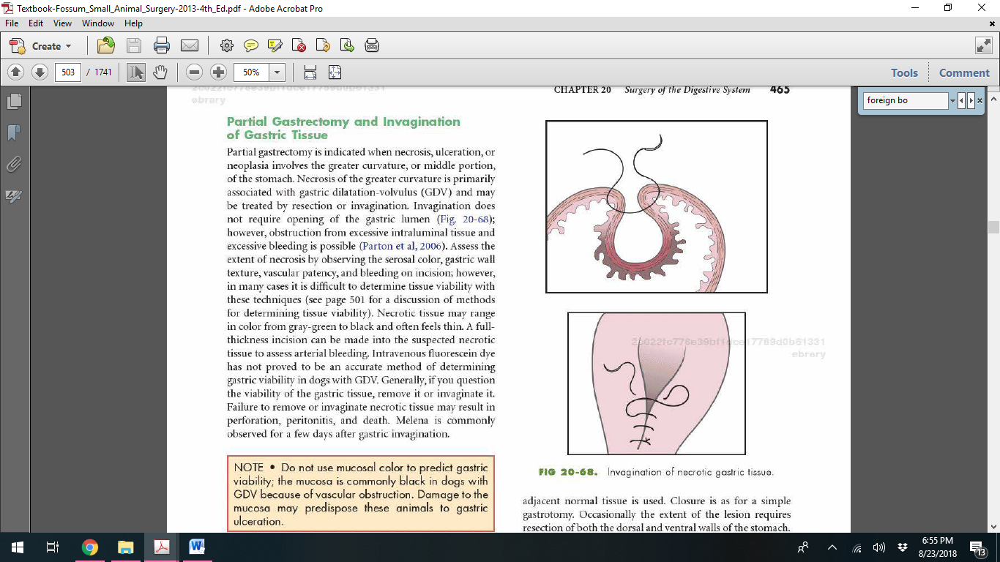 Textbook-Fossum_Small_Animal_Surgery-2013-4th_Ed.pdf - Adobe Acrobat Pro
File Edit View Window Help
Create
503 / 1741
50%
Tools
Comment
foreign bo
ebrary
CHAPTER 20 Surgery of the Digestive System 465
Partial Gastrectomy and Invagination
of Gastric Tissue
Partial gastrectomy is indicated when necrosis, ulceration, or
neoplasia involves the greater curvature, or middle portion,
of the stomach. Necrosis of the greater curvature is primarily
associated with gastric dilatation-volvulus (GDV) and may
be treated by resection or invagination. Invagination does
not require opening of the gastric lumen (Fig. 20-68);
however, obstruction from excessive intraluminal tissue and
excessive bleeding is possible (Parton et al, 2006). Assess the
extent of necrosis by observing the serosal color, gastric wall
texture, vascular patency, and bleeding on incision; however,
in many cases it is difficult to determine tissue viability with
these techniques (see page 501 for a discussion of methods
for determining tissue viability). Necrotic tissue may range
in color from gray-green to black and often feels thin. A full-
thickness incision can be made into the suspected necrotic
tissue to assess arterial bleeding. Intravenous fluorescein dye
has not proved to be an accurate method of determining
gastric viability in dogs with GDV. Generally, if you question
the viability of the gastric tissue, remove it or invaginate it.
Failure to remove or invaginate necrotic tissue may result in
perforation, peritonitis, and death. Melena is commonly
observed for a few days after gastric invagination.
NOTE • Do not use mucosal color to predict gastric
viability; the mucosa is commonly black in dogs with
GDV because of vascular obstruction. Damage to the
mucosa may predispose these animals to gastric
ulceration.
2c022fc778e39bf1dce17789d0b61331
ebrary
FIG 20-68. Invagination of necrotic gastric tissue.
adjacent normal tissue is used. Closure is as for a simple
gastrotomy. Occasionally the extent of the lesion requires
resection of both the dorsal and ventral walls of the stomach.
6:55 PM
8/23/2018
13